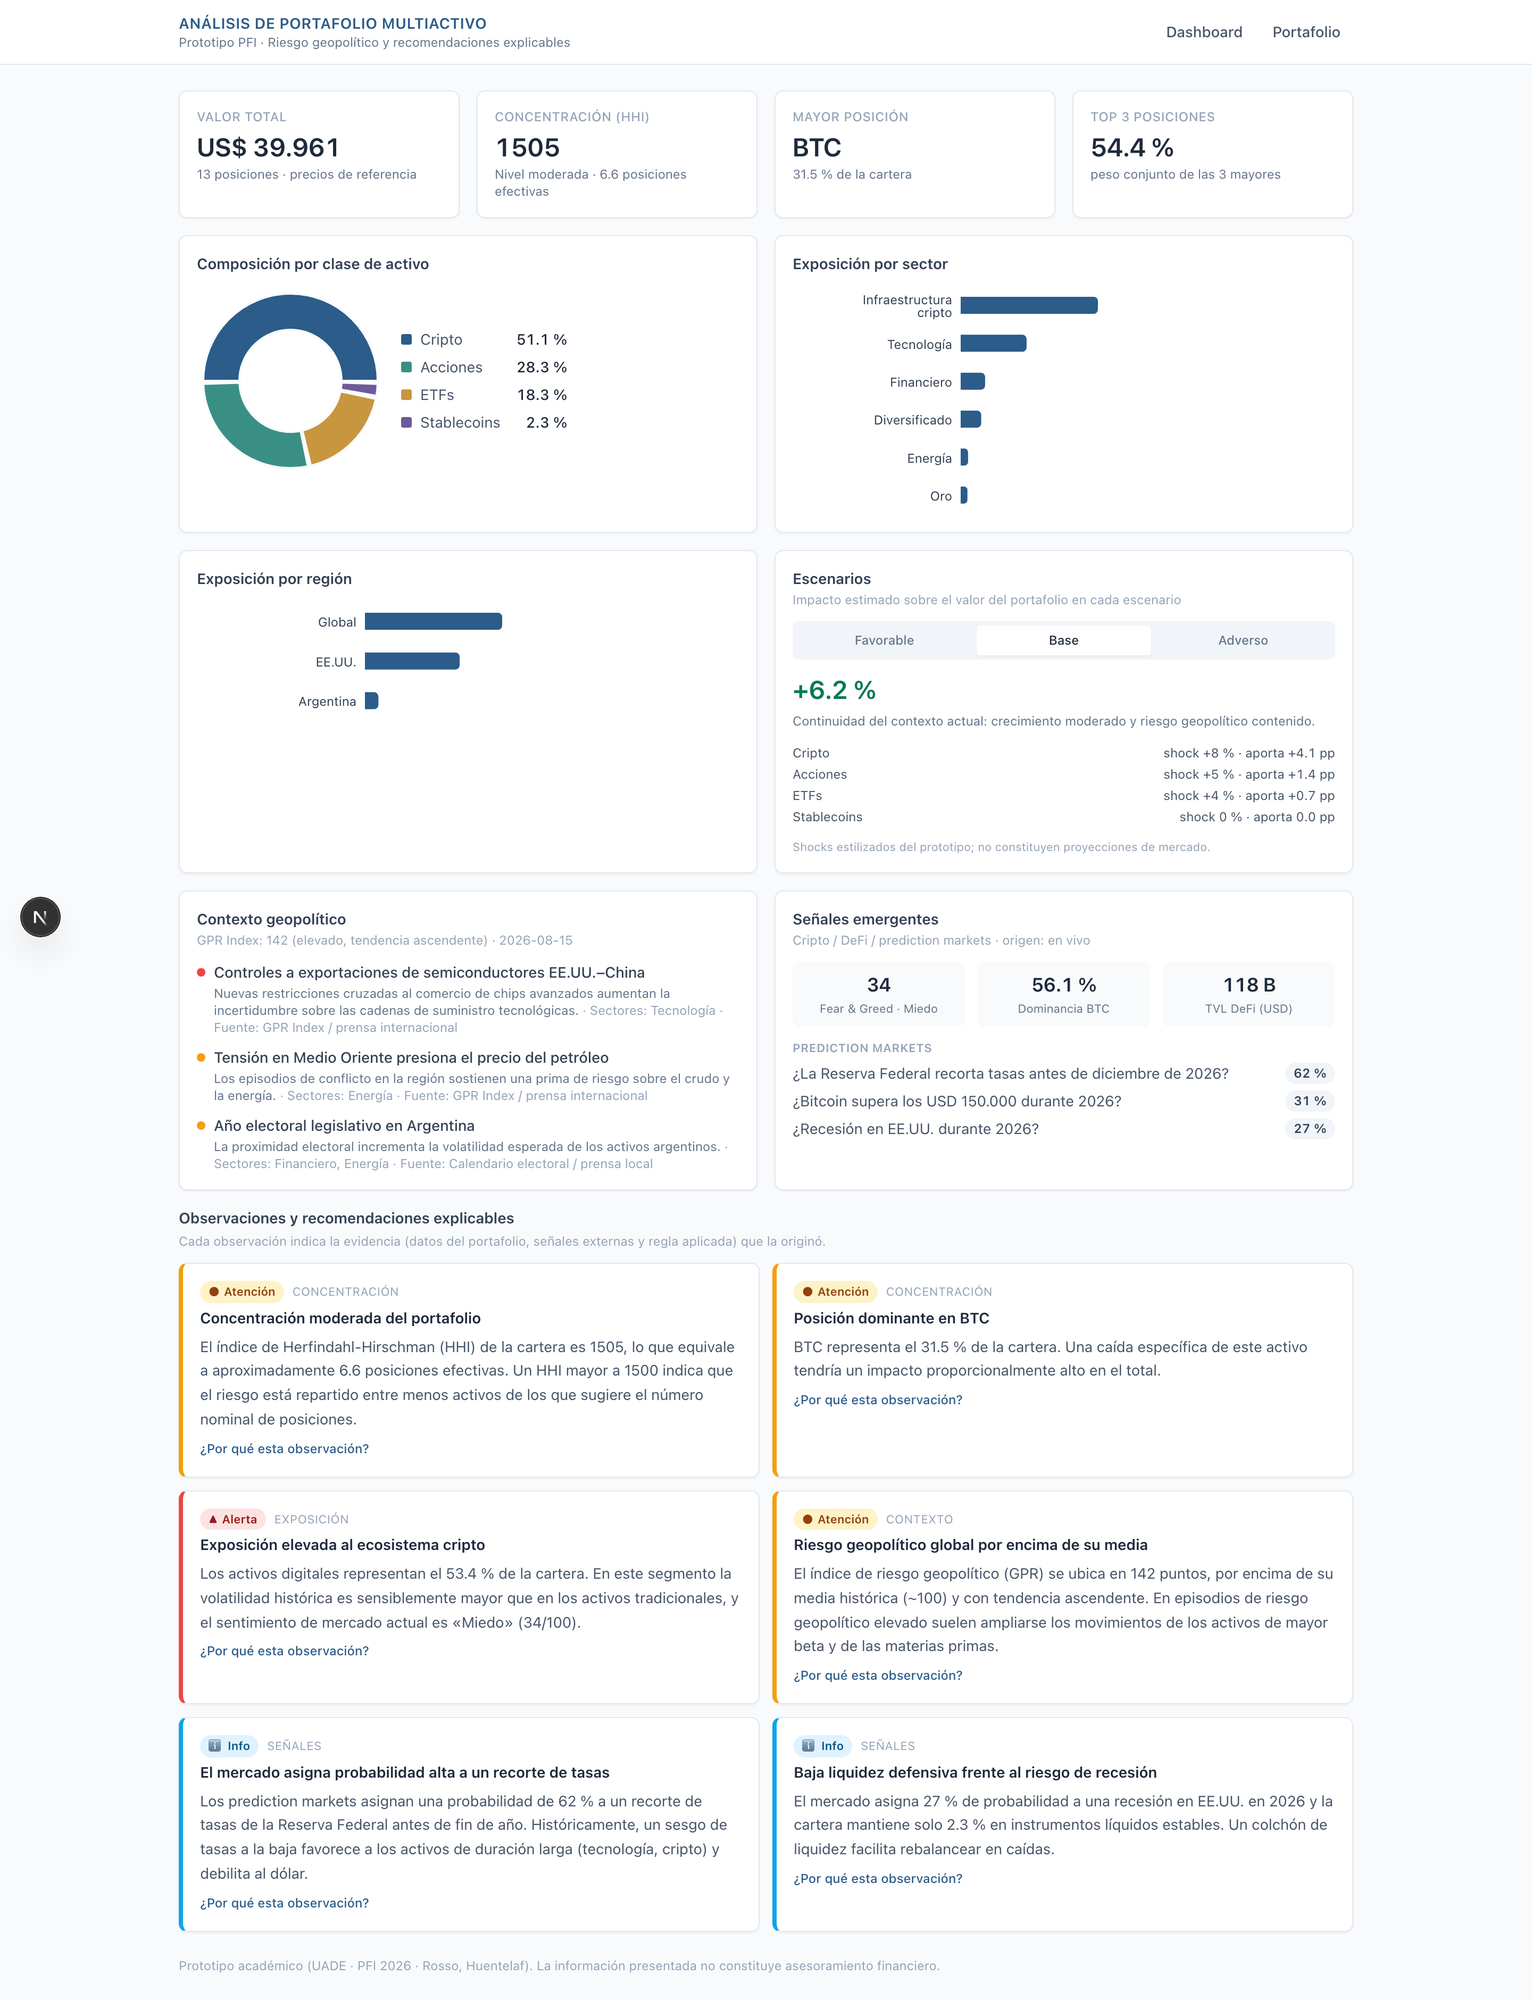 ANÁLISIS DE PORTAFOLIO MULTIACTIVO
Prototipo PFI · Riesgo geopolítico y recomendaciones explicables
Dashboard
Portafolio
VALOR TOTAL
US$ 39.961
13 posiciones · precios de referencia
CONCENTRACIÓN (HHI)
1505
Nivel moderada · 6.6 posiciones
efectivas
MAYOR POSICIÓN
BTC
31.5 % de la cartera
TOP 3 POSICIONES
54.4 %
peso conjunto de las 3 mayores
Composición por clase de activo
Cripto 51.1 %
Acciones 28.3 %
ETFs 18.3 %
Stablecoins 2.3 %
Exposición por sector
Infraestructura
cripto
Tecnología
Financiero
Diversificado
Energía
Oro
Exposición por región
Global
EE.UU.
Argentina
Escenarios
Impacto estimado sobre el valor del portafolio en cada escenario
Favorable
Base
Adverso
+6.2 %
Continuidad del contexto actual: crecimiento moderado y riesgo geopolítico contenido.
Cripto shock +8 % · aporta +4.1 pp
Acciones shock +5 % · aporta +1.4 pp
ETFs shock +4 % · aporta +0.7 pp
Stablecoins shock 0 % · aporta 0.0 pp
Shocks estilizados del prototipo; no constituyen proyecciones de mercado.
N
Contexto geopolítico
GPR Index: 142 (elevado, tendencia ascendente) · 2026-08-15
Controles a exportaciones de semiconductores EE.UU.–China
Nuevas restricciones cruzadas al comercio de chips avanzados aumentan la
incertidumbre sobre las cadenas de suministro tecnológicas. · Sectores: Tecnología ·
Fuente: GPR Index / prensa internacional
Tensión en Medio Oriente presiona el precio del petróleo
Los episodios de conflicto en la región sostienen una prima de riesgo sobre el crudo y
la energía. · Sectores: Energía · Fuente: GPR Index / prensa internacional
Año electoral legislativo en Argentina
La proximidad electoral incrementa la volatilidad esperada de los activos argentinos. ·
Sectores: Financiero, Energía · Fuente: Calendario electoral / prensa local
Señales emergentes
Cripto / DeFi / prediction markets · origen: en vivo
34
Fear & Greed · Miedo
56.1 %
Dominancia BTC
118 B
TVL DeFi (USD)
PREDICTION MARKETS
¿La Reserva Federal recorta tasas antes de diciembre de 2026? 62 %
¿Bitcoin supera los USD 150.000 durante 2026? 31 %
¿Recesión en EE.UU. durante 2026? 27 %
Observaciones y recomendaciones explicables
Cada observación indica la evidencia (datos del portafolio, señales externas y regla aplicada) que la originó.
Atención CONCENTRACIÓN
Concentración moderada del portafolio
El índice de Herfindahl-Hirschman (HHI) de la cartera es 1505, lo que equivale
a aproximadamente 6.6 posiciones efectivas. Un HHI mayor a 1500 indica que
el riesgo está repartido entre menos activos de los que sugiere el número
nominal de posiciones.
¿Por qué esta observación?
Atención CONCENTRACIÓN
Posición dominante en BTC
BTC representa el 31.5 % de la cartera. Una caída específica de este activo
tendría un impacto proporcionalmente alto en el total.
¿Por qué esta observación?
Alerta EXPOSICIÓN
Exposición elevada al ecosistema cripto
Los activos digitales representan el 53.4 % de la cartera. En este segmento la
volatilidad histórica es sensiblemente mayor que en los activos tradicionales, y
el sentimiento de mercado actual es «Miedo» (34/100).
¿Por qué esta observación?
Atención CONTEXTO
Riesgo geopolítico global por encima de su media
El índice de riesgo geopolítico (GPR) se ubica en 142 puntos, por encima de su
media histórica (~100) y con tendencia ascendente. En episodios de riesgo
geopolítico elevado suelen ampliarse los movimientos de los activos de mayor
beta y de las materias primas.
¿Por qué esta observación?
i Info SEÑALES
El mercado asigna probabilidad alta a un recorte de tasas
Los prediction markets asignan una probabilidad de 62 % a un recorte de
tasas de la Reserva Federal antes de fin de año. Históricamente, un sesgo de
tasas a la baja favorece a los activos de duración larga (tecnología, cripto) y
debilita al dólar.
¿Por qué esta observación?
i Info SEÑALES
Baja liquidez defensiva frente al riesgo de recesión
El mercado asigna 27 % de probabilidad a una recesión en EE.UU. en 2026 y la
cartera mantiene solo 2.3 % en instrumentos líquidos estables. Un colchón de
liquidez facilita rebalancear en caídas.
¿Por qué esta observación?
Prototipo académico (UADE · PFI 2026 · Rosso, Huentelaf). La información presentada no constituye asesoramiento financiero.